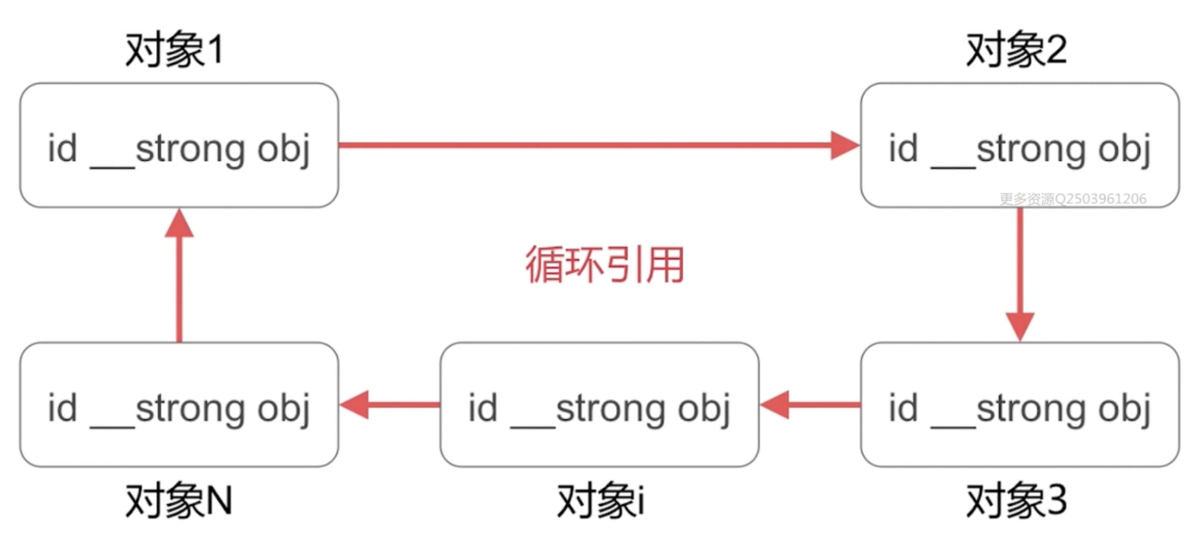 对象1
对象2
id __strong obj
id __strong obj
更多资源Q2503961206
循环引用
id __strong obj
id __strong obj
id __strong obj
对象N
对象i
对象3